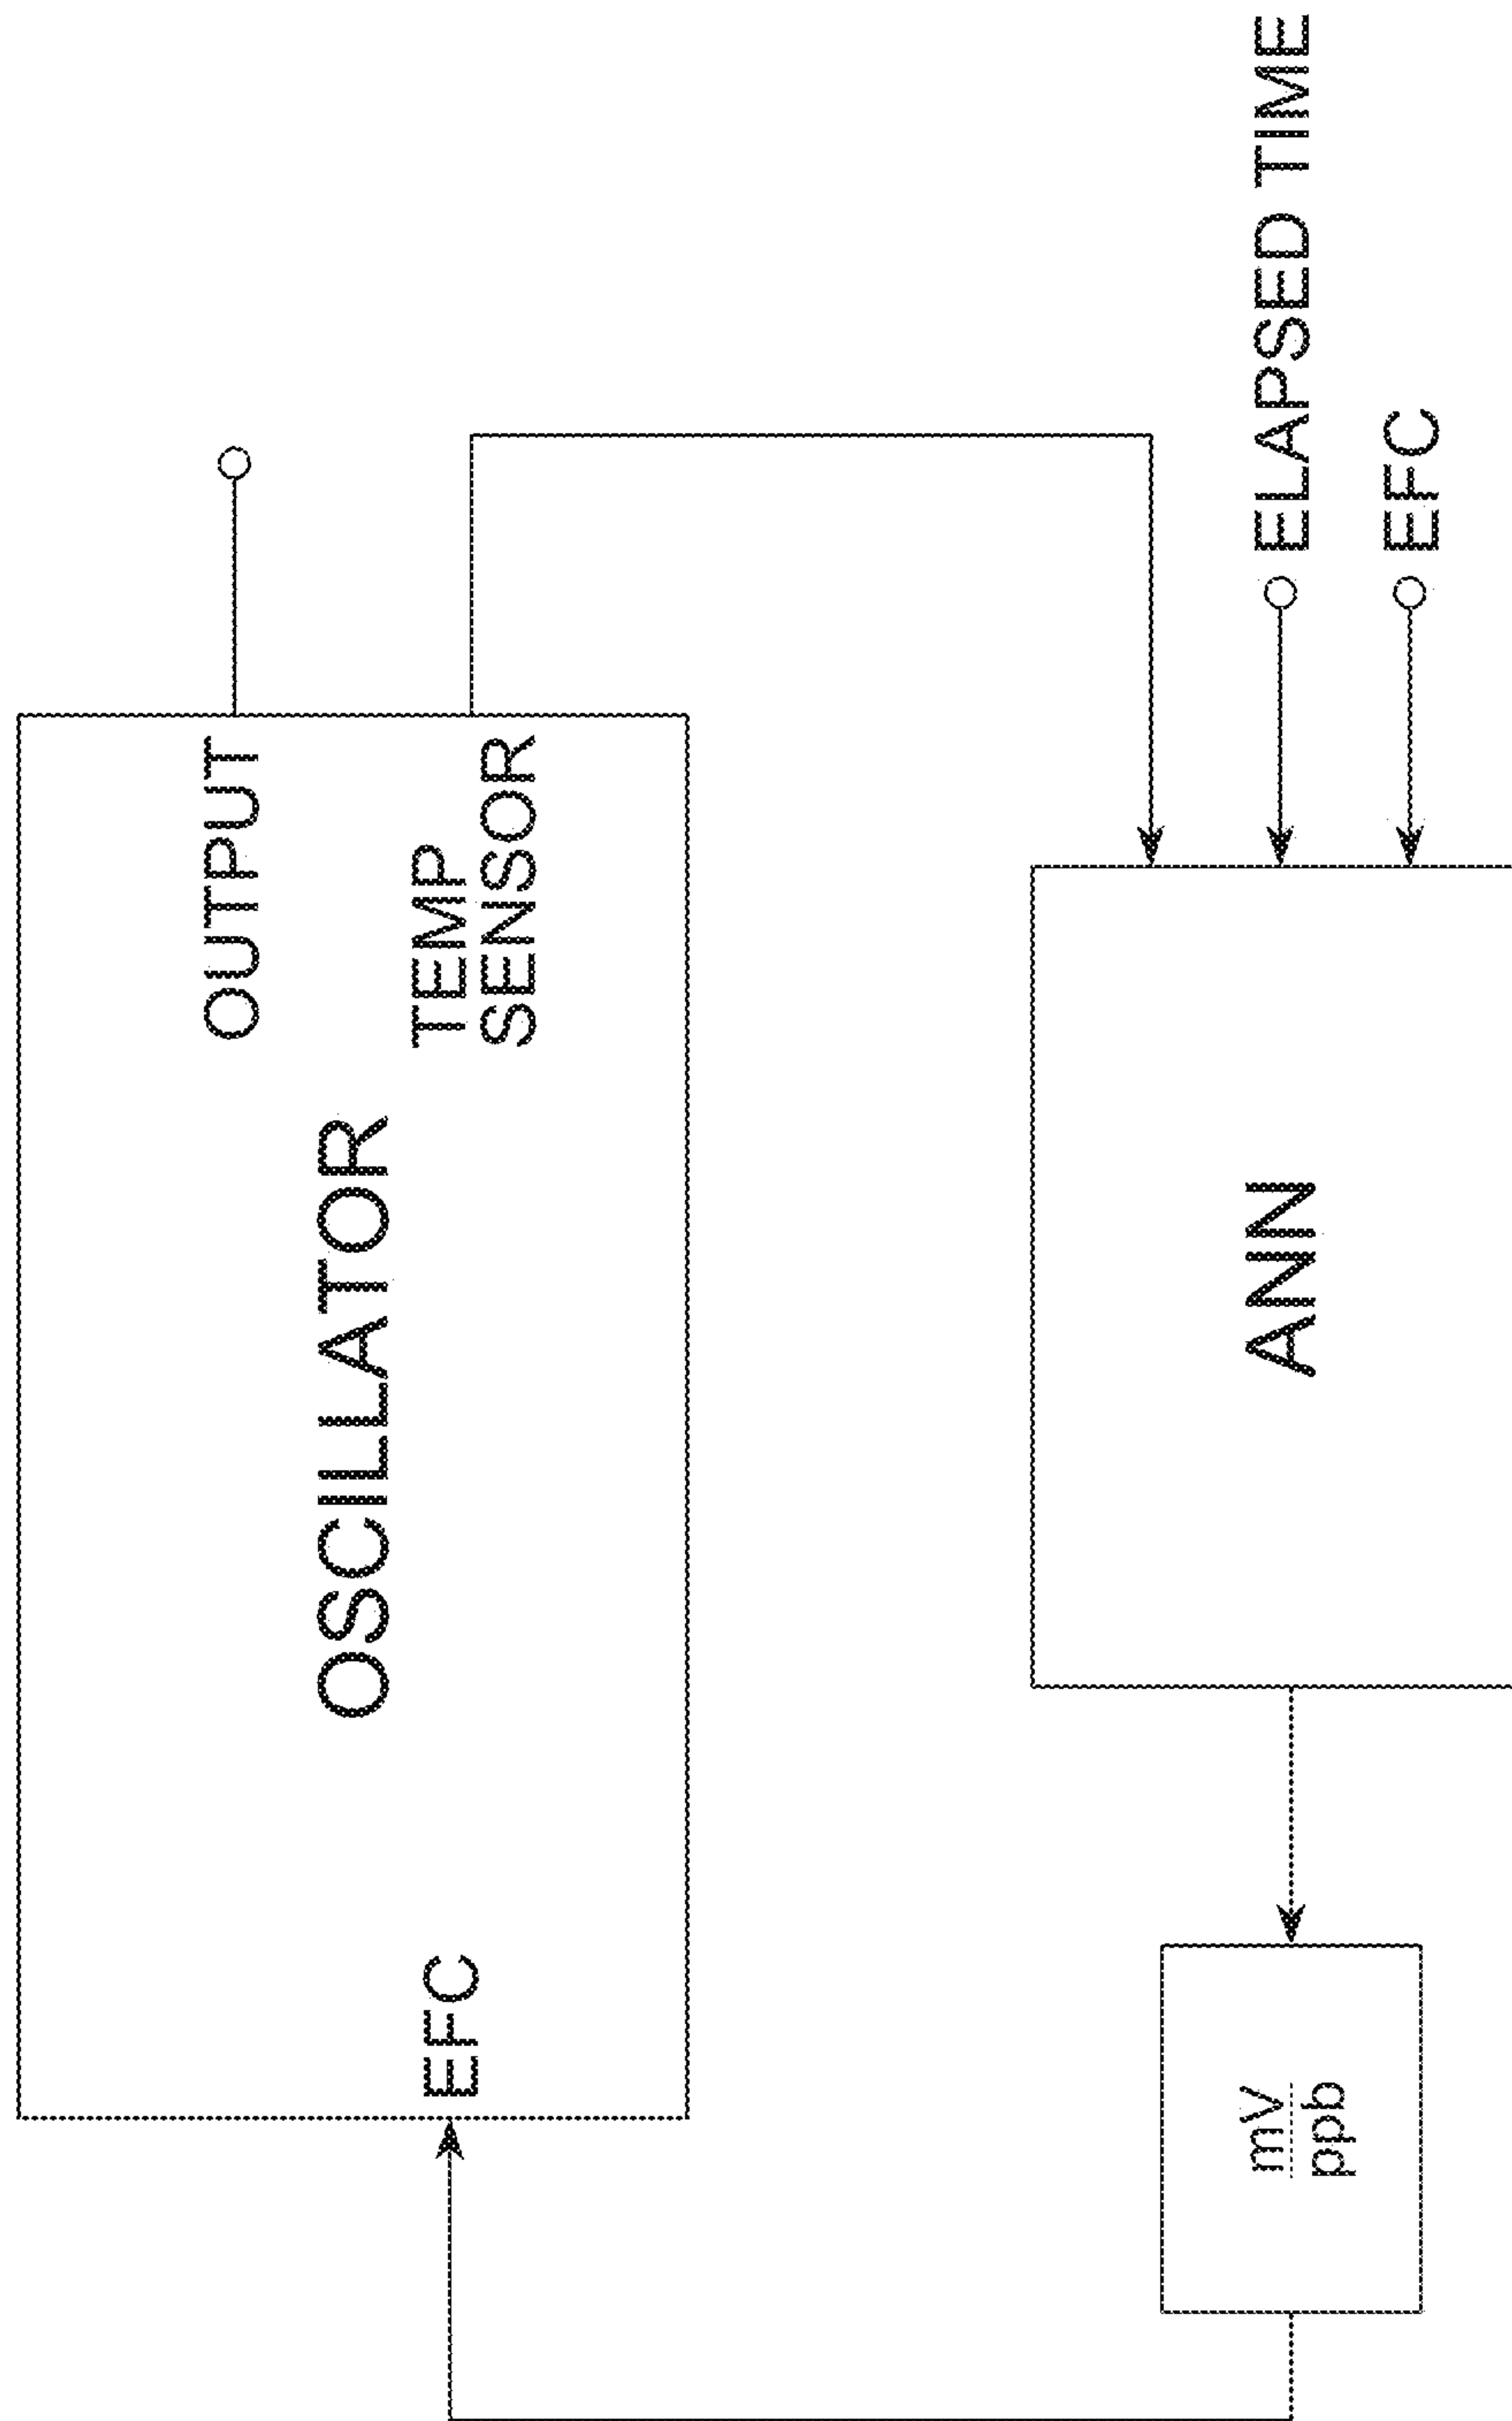 OUTPUT
OSCILLATOR
TEMP
SENSOR
EFC
mV
ppb
ANN
ELAPSED TIME
EFC